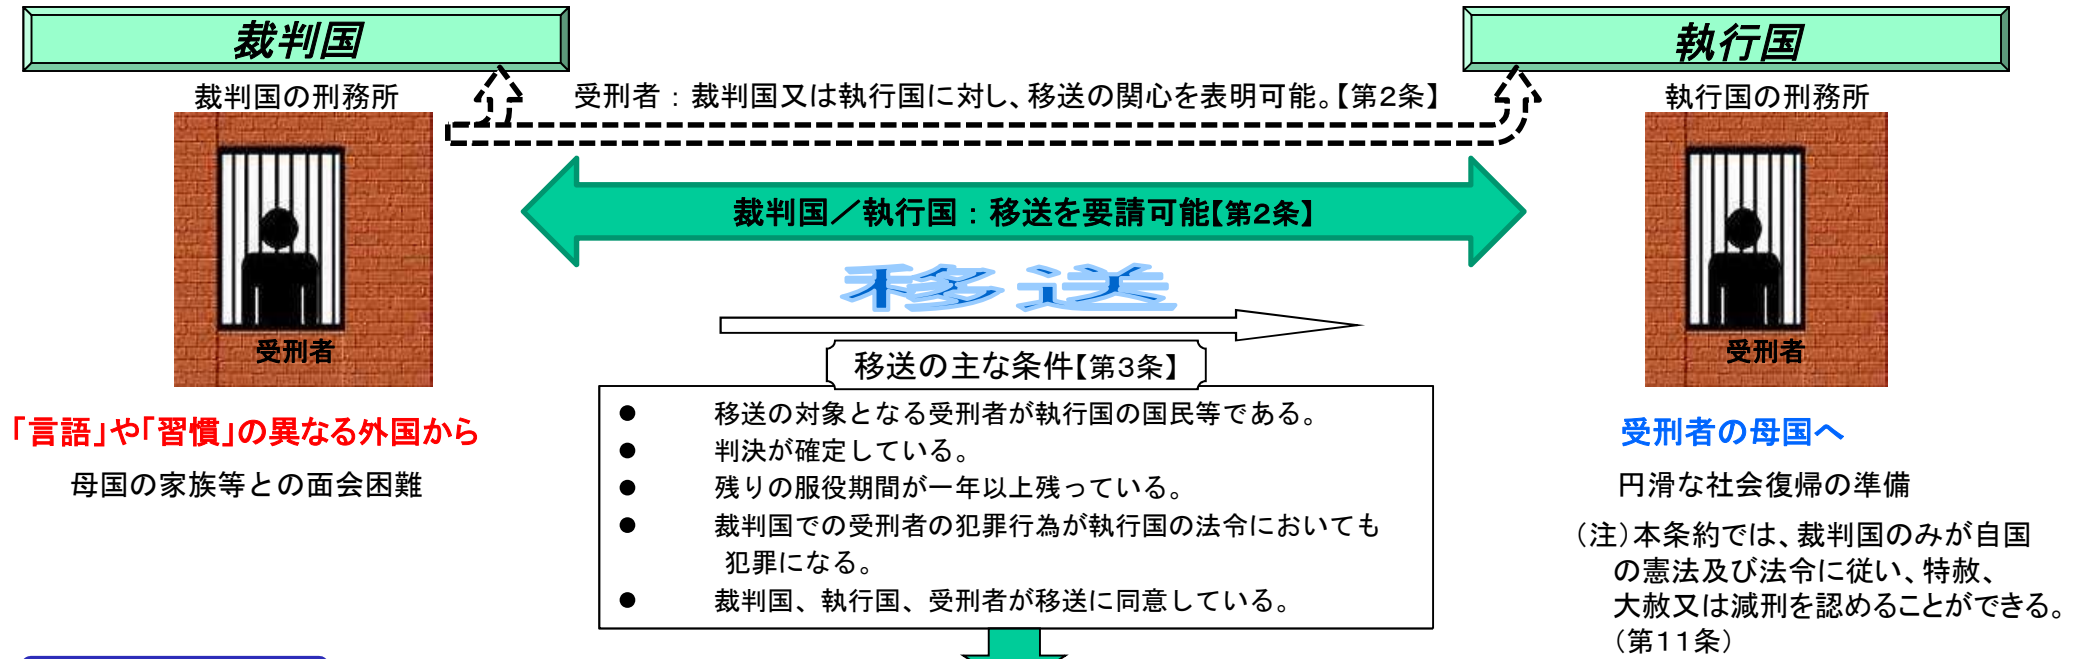 裁判国
執行国
裁判国の刑務所
受刑者：裁判国又は執行国に対し、移送の関心を表明可能。【第２条】
執行国の刑務所
裁判国／執行国：移送を要請可能【第２条】
移送
受刑者
受刑者
移送の主な条件【第３条】
● 移送の対象となる受刑者が執行国の国民等である。
● 判決が確定している。
● 残りの服役期間が一年以上残っている。
● 裁判国での受刑者の犯罪行為が執行国の法令においても
犯罪になる。
● 裁判国、執行国、受刑者が移送に同意している。
「言語」や「習慣」の異なる外国から
母国の家族等との面会困難
受刑者の母国へ
円滑な社会復帰の準備
（注）本条約では、裁判国のみが自国
の憲法及び法令に従い、特赦、
大赦又は減刑を認めることができる。
（第１１条）